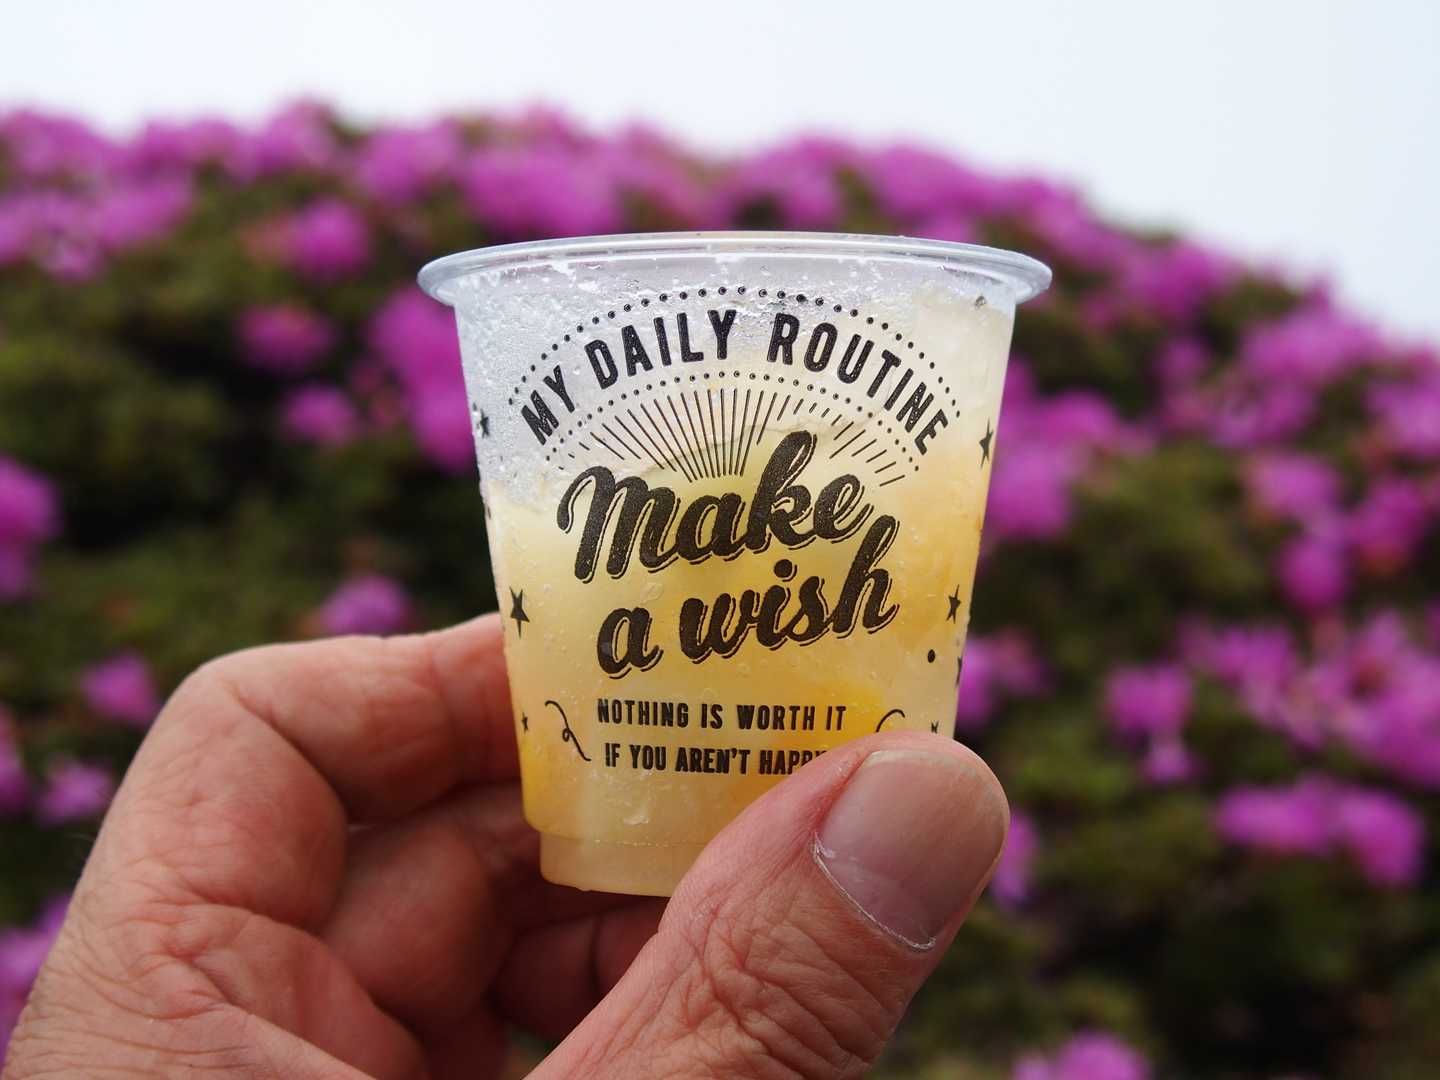 MY DAILY ROUTINE
Make
a wish
NOTHING IS WORTH IT
IF YOU AREN'T